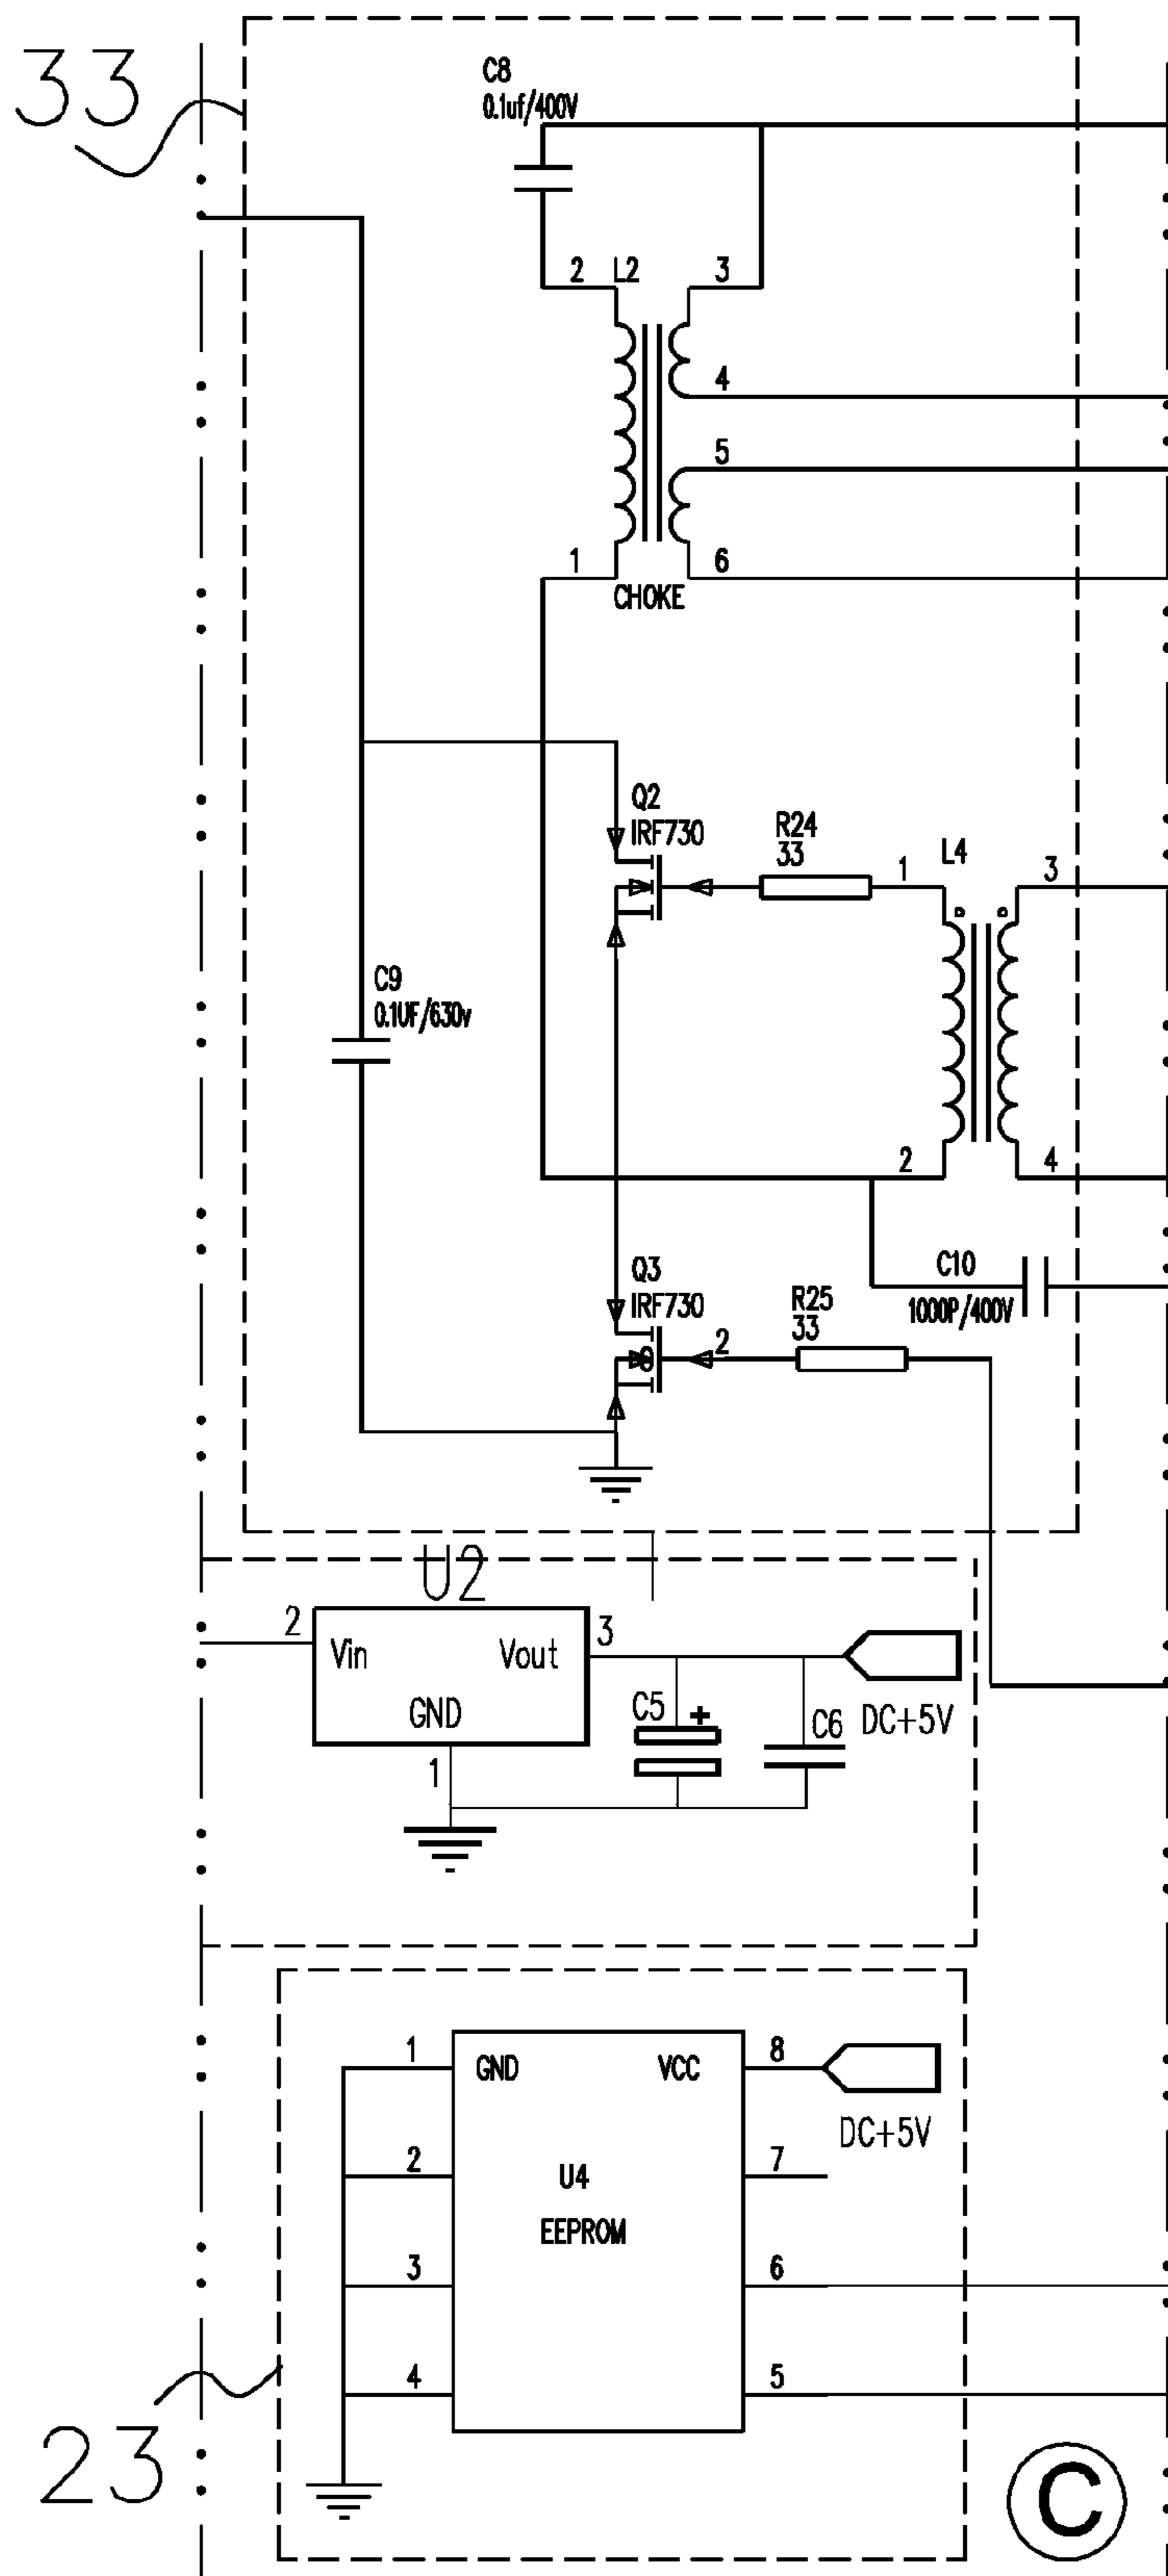 33
C8
0.1uf/400V
2 L2 3
4
5
1 6
CHOKE
Q2
IRF730
R24
33
1 L4 3
C9
0.1UF/630v
2 4
Q3
IRF730
C10
1000P/400V
R25
33
2
U2
2 Vin Vout 3
GND
1
C5 +
C6
DC+5V
1 GND VCC 8
DC+5V
2 7
U4
EEPROM
3 6
4 5
23
C